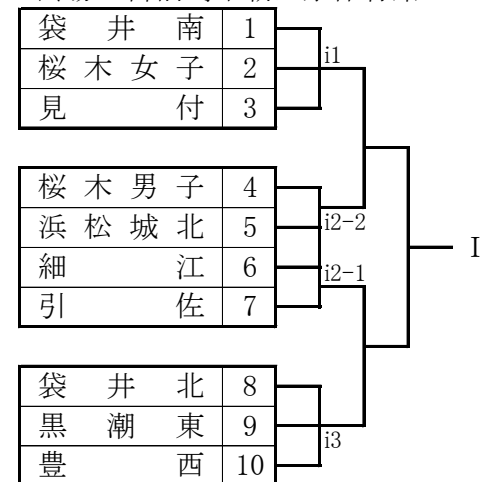 袋井南 1
桜木女子 2
見付 3
i1
桜木男子 4
浜松城北 5
i2-2
細江 6
i2-1
引佐 7
I
袋井北 8
黒潮東 9
i3
豊西 10